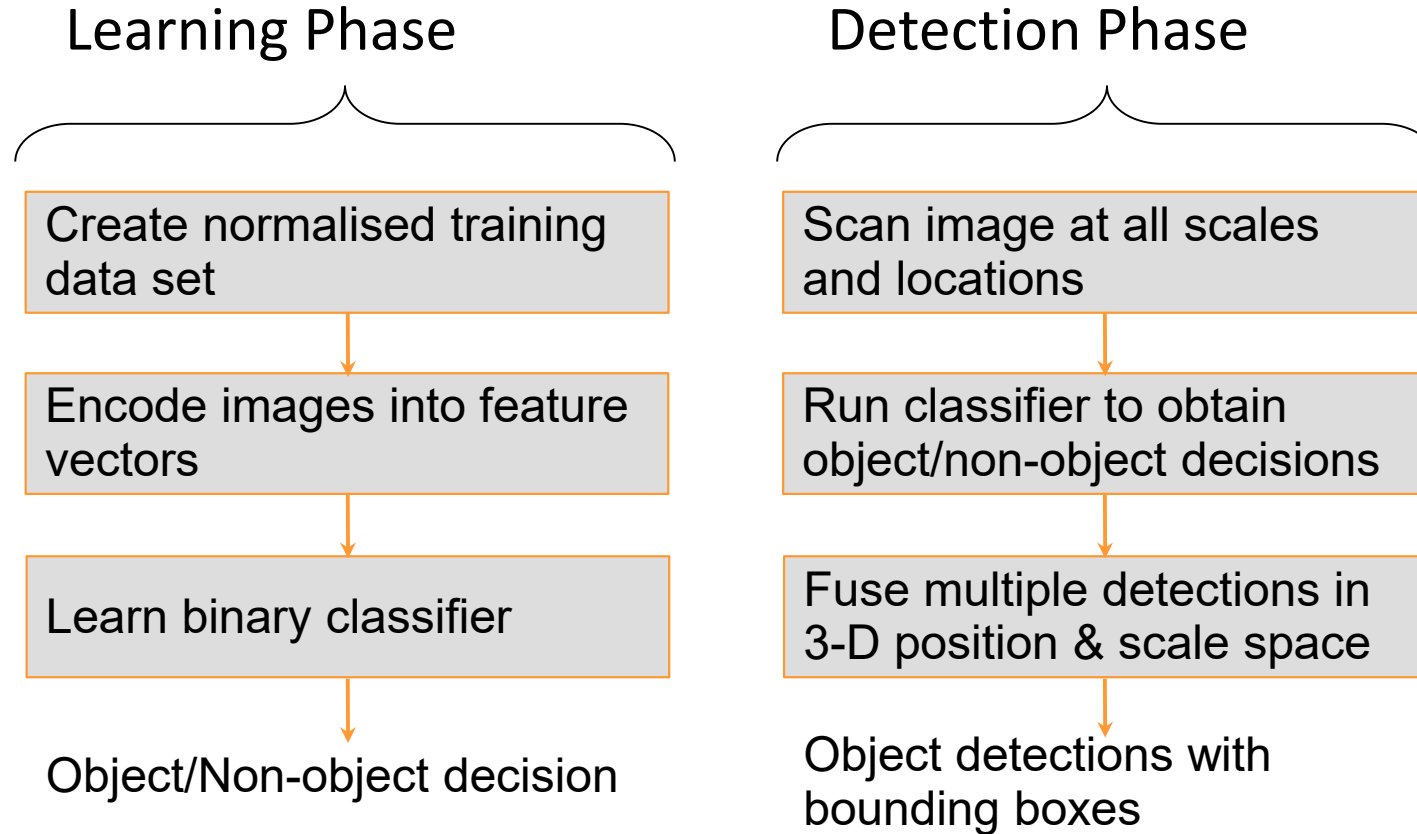 Learning Phase
Create normalised training
data set
Encode images into feature
vectors
Learn binary classifier
Object/Non-object decision
Detection Phase
Scan image at all scales
and locations
Run classifier to obtain
object/non-object decisions
Fuse multiple detections in
3-D position & scale space
Object detections with
bounding boxes